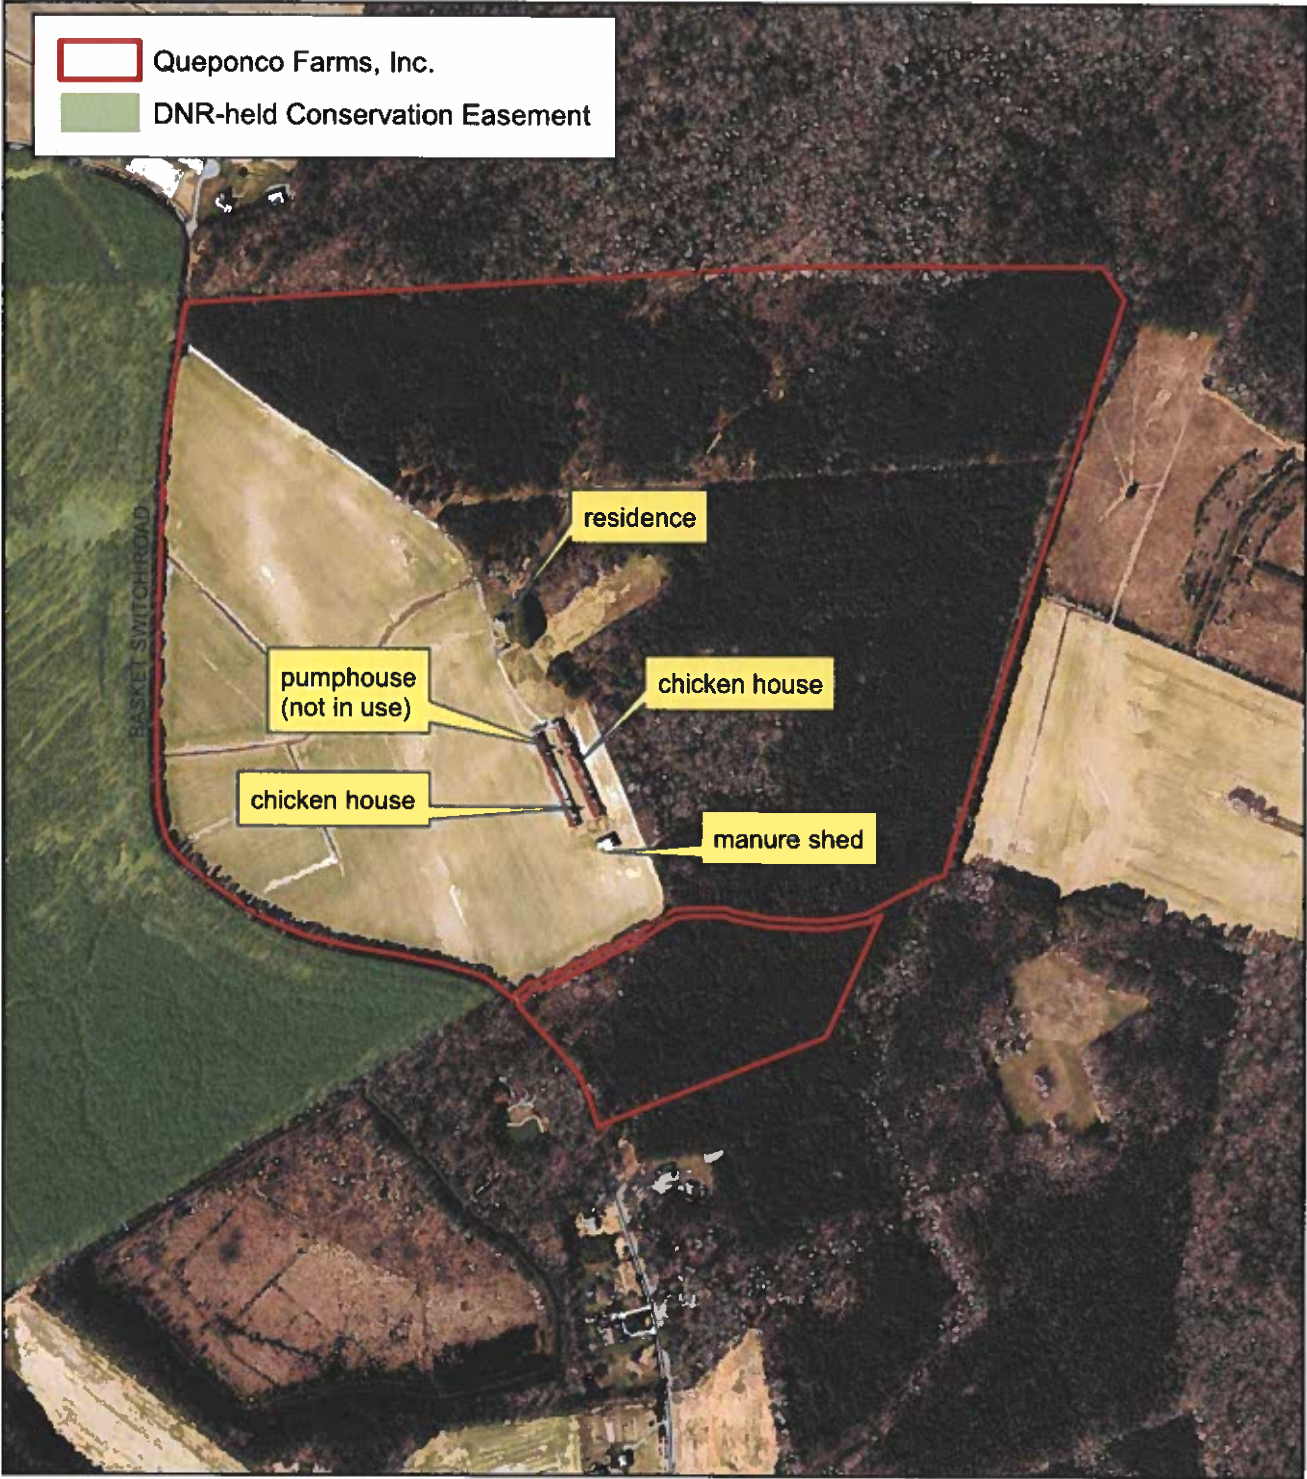 Queponco Farms, Inc.
DNR-held Conservation Easement
residence
BASKET SWITCH ROAD
pumphouse
(not in use)
chicken house
chicken house
manure shed